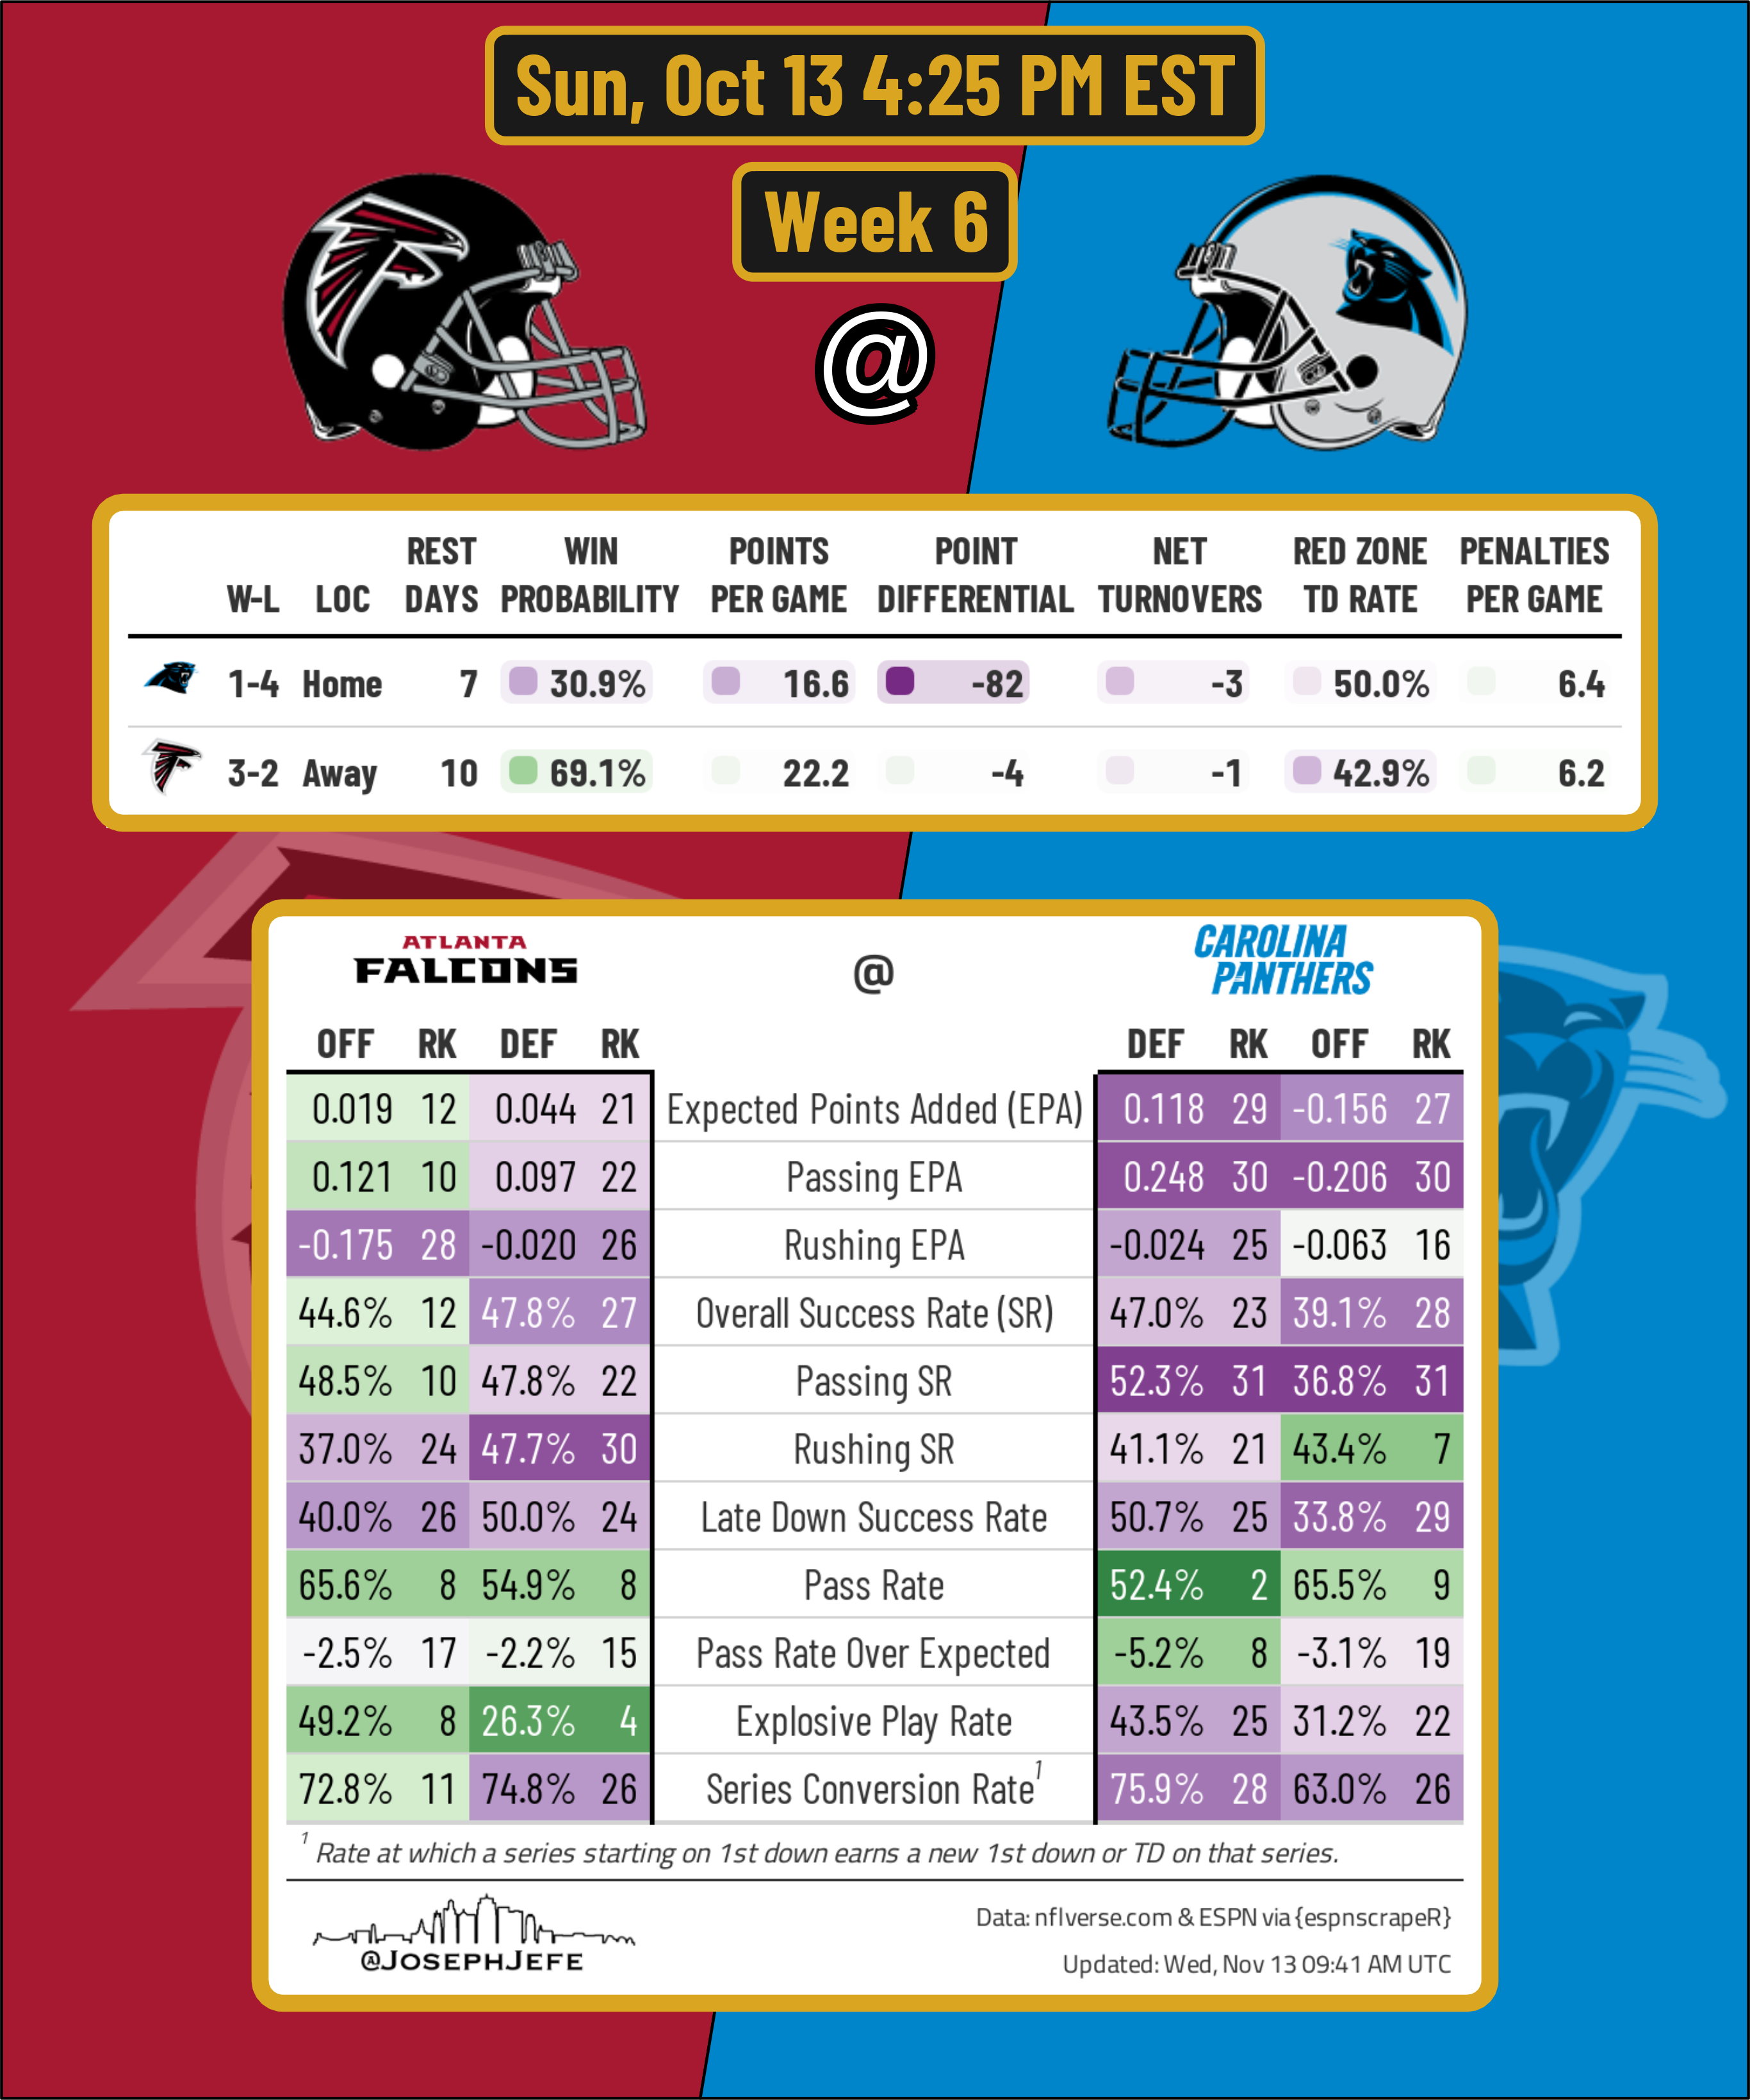 Sun, Oct 13 4:25 PM EST
Week 6
@
W-L LOC REST DAYS WIN PROBABILITY POINTS PER GAME POINT DIFFERENTIAL NET TURNOVERS RED ZONE TD RATE PENALTIES PER GAME
1-4 Home 7 30.9% 16.6 -82 -3 50.0% 6.4
3-2 Away 10 69.1% 22.2 -4 -1 42.9% 6.2
ATLANTA FALCONS @ CAROLINA PANTHERS
OFF RK DEF RK DEF RK OFF RK
0.019 12 0.044 21 Expected Points Added (EPA) 0.118 29 -0.156 27
0.121 10 0.097 22 Passing EPA 0.248 30 -0.206 30
-0.175 28 -0.020 26 Rushing EPA -0.024 25 -0.063 16
44.6% 12 47.8% 27 Overall Success Rate (SR) 47.0% 23 39.1% 28
48.5% 10 47.8% 22 Passing SR 52.3% 31 36.8% 31
37.0% 24 47.7% 30 Rushing SR 41.1% 21 43.4% 7
40.0% 26 50.0% 24 Late Down Success Rate 50.7% 25 33.8% 29
65.6% 8 54.9% 8 Pass Rate 52.4% 2 65.5% 9
-2.5% 17 -2.2% 15 Pass Rate Over Expected -5.2% 8 -3.1% 19
49.2% 8 26.3% 4 Explosive Play Rate 43.5% 25 31.2% 22
72.8% 11 74.8% 26 Series Conversion Rate¹ 75.9% 28 63.0% 26
¹ Rate at which a series starting on 1st down earns a new 1st down or TD on that series.
@JOSEPHJEFE
Data: nflverse.com & ESPN via {espnscrapeR}
Updated: Wed, Nov 13 09:41 AM UTC